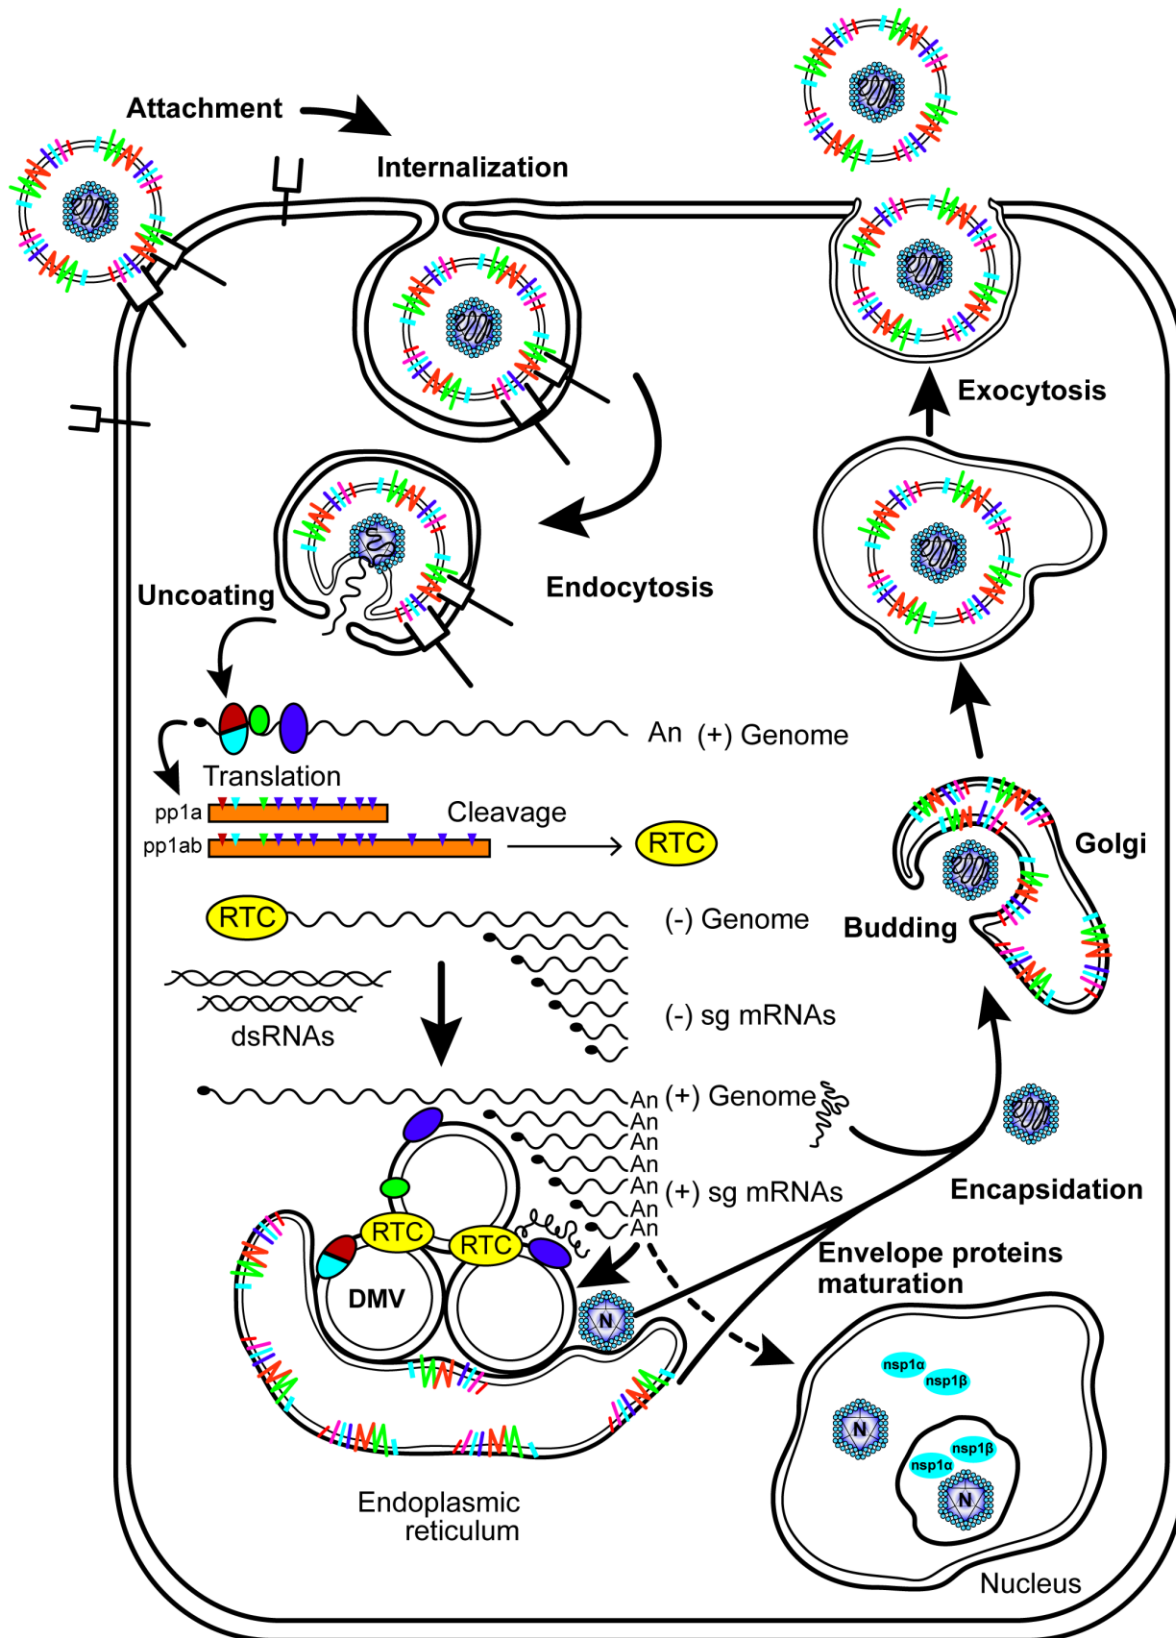 Attachment
Internalization
Exocytosis
Uncoating
Endocytosis
An (+) Genome
Translation
pp1a
Cleavage
pp1ab
RTC
Golgi
RTC
(-) Genome
Budding
dsRNAs
(-) sg mRNAs
An (+) Genome
An
An
An
An (+) sg mRNAs
An
An
Encapsidation
RTC
RTC
Envelope proteins
maturation
DMV
N
nsp1α
nsp1β
N
nsp1β
nsp1α
N
Endoplasmic
reticulum
Nucleus